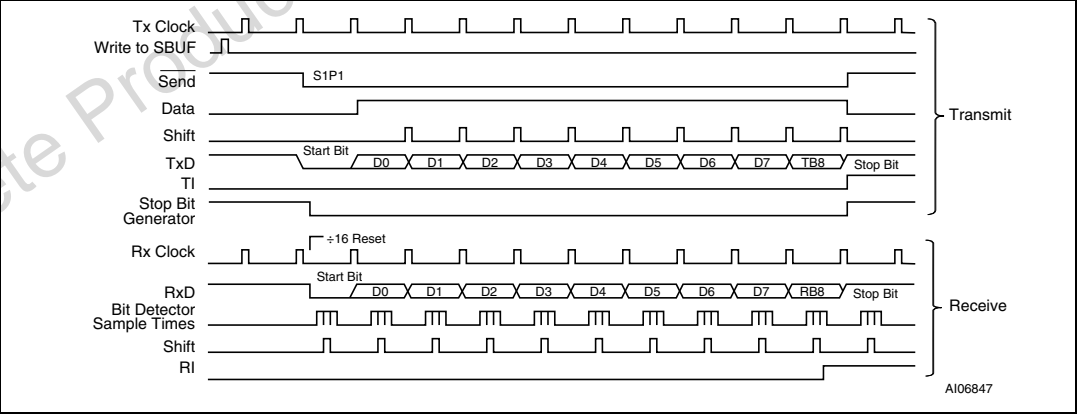 Tx Clock
Write to SBUF
Send
S1P1
Data
Shift
TxD
Start Bit
D0 D1 D2 D3 D4 D5 D6 D7 TB8
Stop Bit
TI
Stop Bit
Generator
Transmit
Rx Clock
÷16 Reset
RxD
Start Bit
D0 D1 D2 D3 D4 D5 D6 D7 RB8
Stop Bit
Bit Detector
Sample Times
Shift
RI
Receive
AI06847